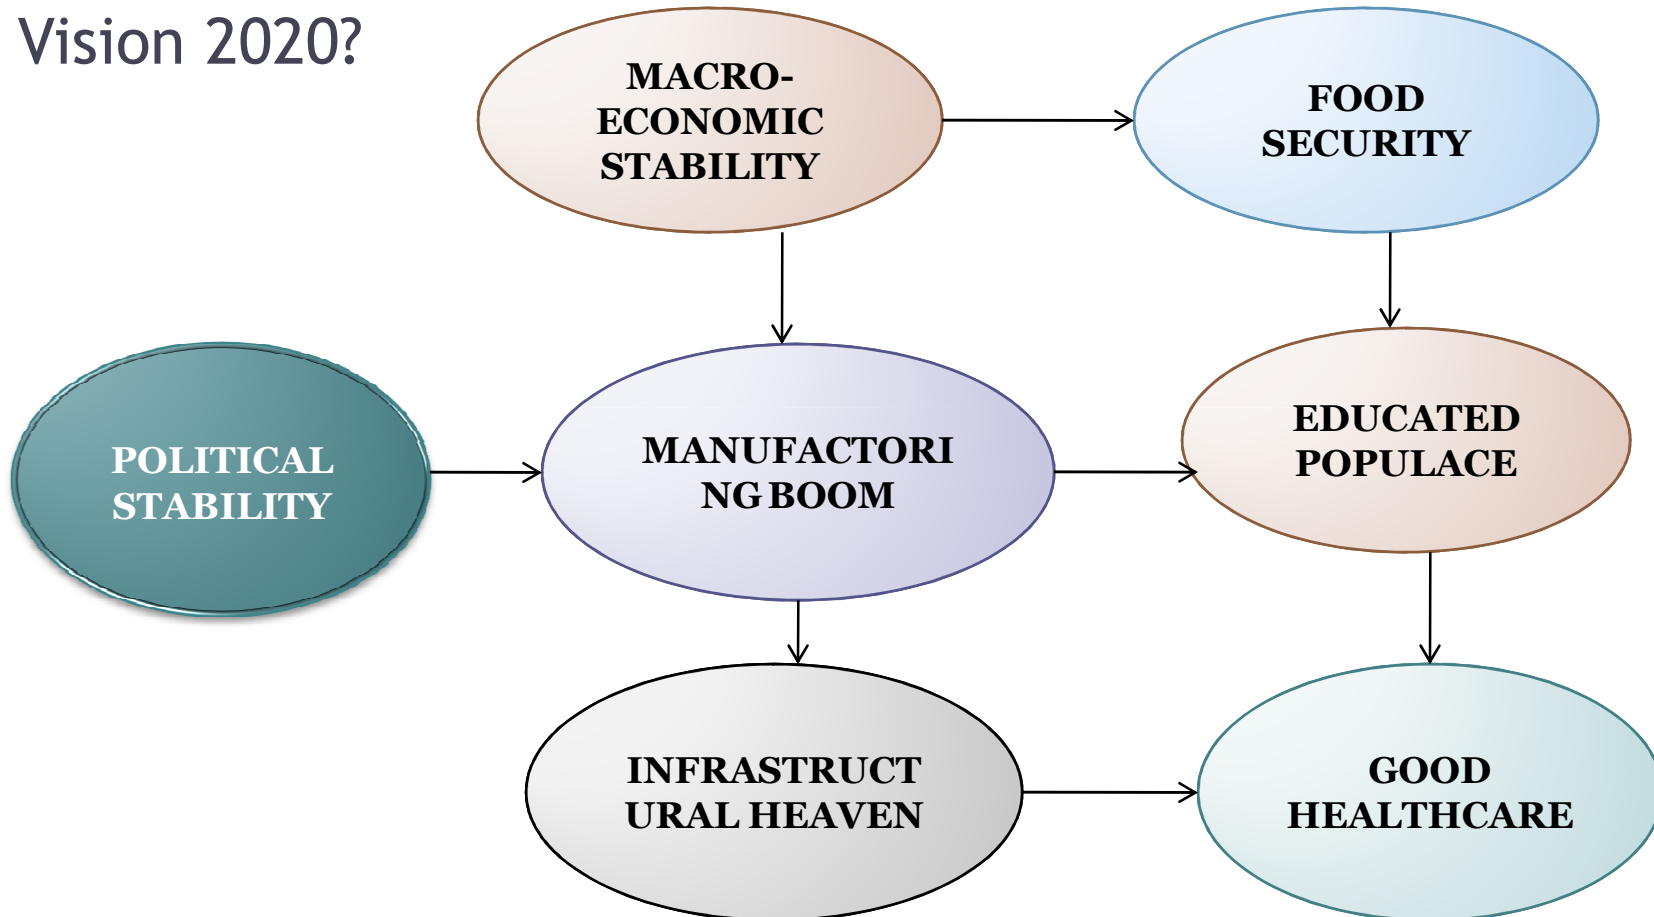 Vision 2020?
MACRO-
ECONOMIC
STABILITY
FOOD
SECURITY
POLITICAL
STABILITY
MANUFACTORI
NG BOOM
EDUCATED
POPULACE
INFRASTRUCT
URAL HEAVEN
GOOD
HEALTHCARE